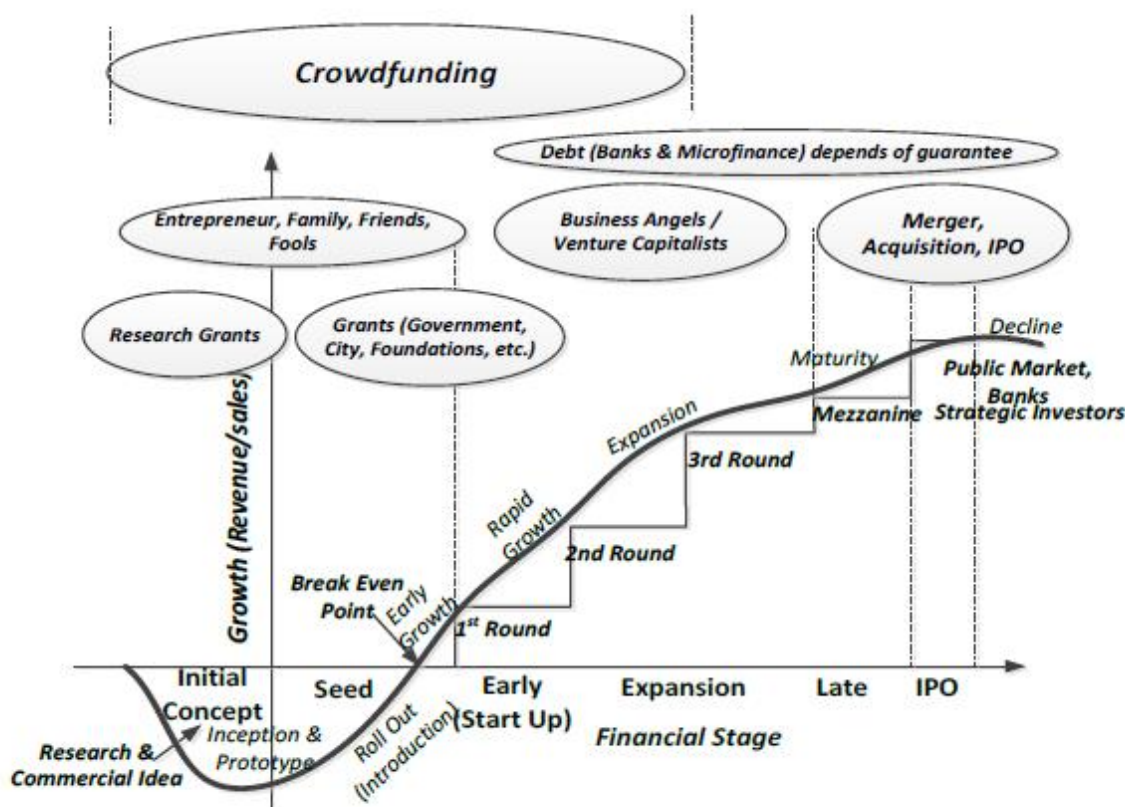 Crowdfunding
Debt (Banks & Microfinance) depends of guarantee
Entrepreneur, Family, Friends,
Fools
Business Angels /
Venture Capitalists
Merger,
Acquisition, IPO
Research Grants
Grants (Government,
City, Foundations, etc.)
Growth (Revenue/sales)
Decline
Maturity
Public Market,
Banks
Mezzanine
Strategic Investors
Expansion
3rd Round
Rapid
Growth
2nd Round
Break Even
Point
Early
Growth
1st Round
Initial
Concept
Seed
Early
(Start Up)
Expansion
Late
IPO
Financial Stage
Roll Out
(Introduction)
Inception &
Prototype
Research &
Commercial Idea